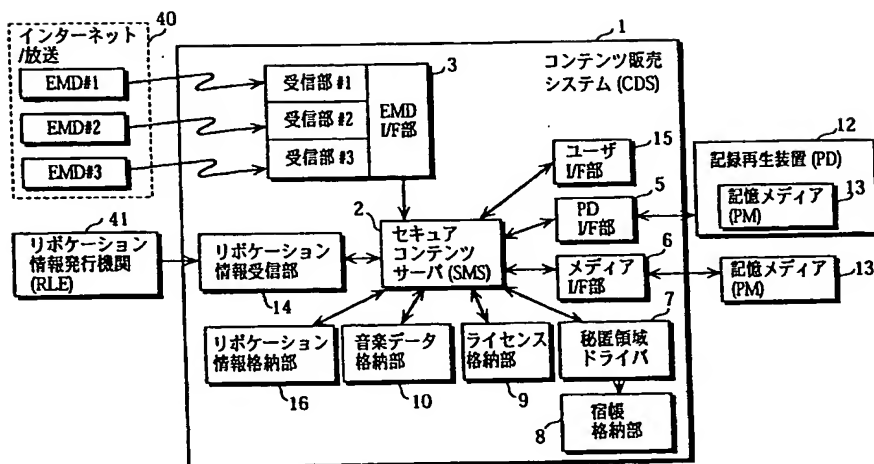 40
インターネット
/放送
EMD#1
EMD#2
EMD#3
41
リボケーション
情報発行機関
(RLE)
1
コンテンツ販売
システム (CDS)
3
受信部 #1
受信部 #2
受信部 #3
EMD
I/F部
15
ユーザ
I/F部
5
PD
I/F部
2
セキュア
コンテンツ
サーバ (SMS)
6
メディア
I/F部
リボケーション
情報受信部
14
7
秘匿領域
ドライバ
リボケーション
情報格納部
16
音楽データ
格納部
10
ライセンス
格納部
9
宿帳
格納部
8
12
記録再生装置 (PD)
記憶メディア
(PM)
13
記憶メディア
(PM)
13